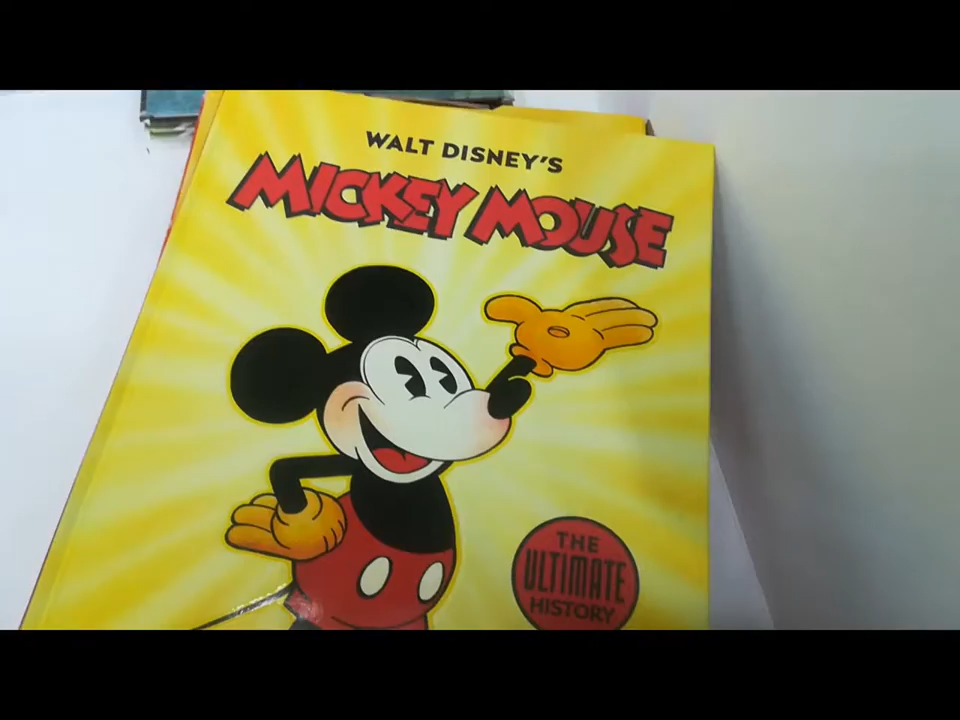 WALT DISNEY'S
MICKEY MOUSE
THE
ULTIMATE
HISTORY